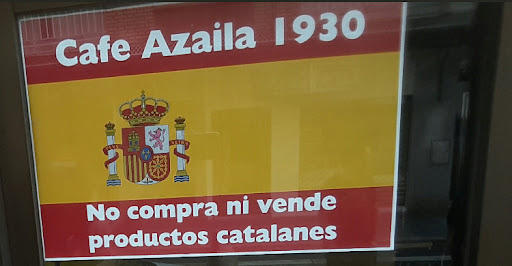 Cafe Azaila 1930
No compra ni vende
productos catalanes